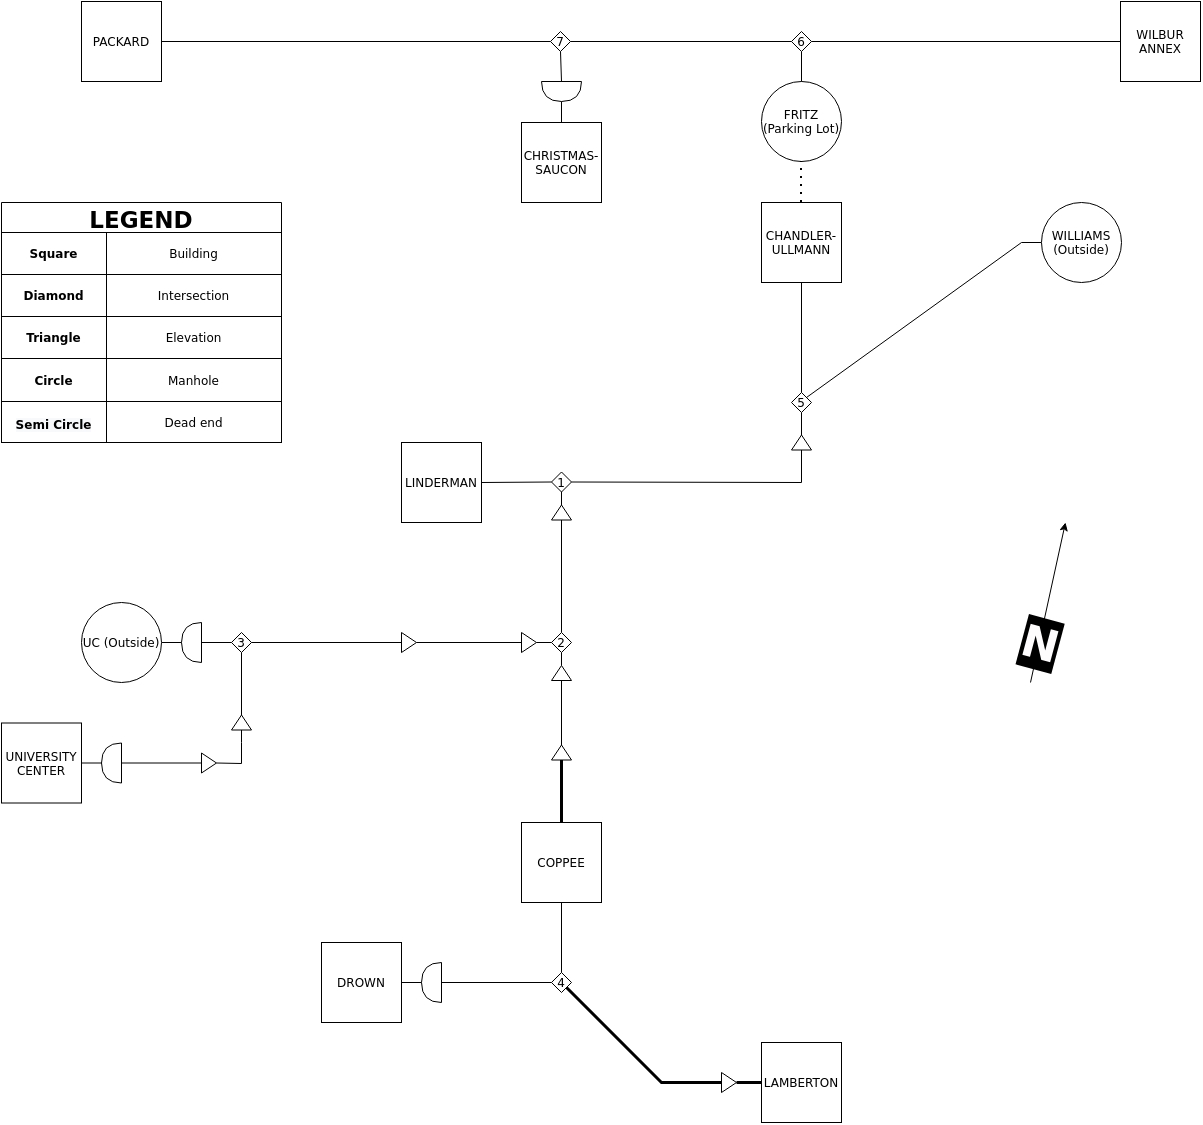 PACKARD
7
6
WILBUR
ANNEX
FRITZ
(Parking Lot)
CHRISTMAS-
SAUCON
LEGEND
Square Building
Diamond Intersection
Triangle Elevation
Circle Manhole
Semi Circle Dead end
CHANDLER-
ULLMANN
WILLIAMS
(Outside)
5
LINDERMAN
1
UC (Outside)
3
2
N
UNIVERSITY
CENTER
COPPEE
DROWN
4
LAMBERTON